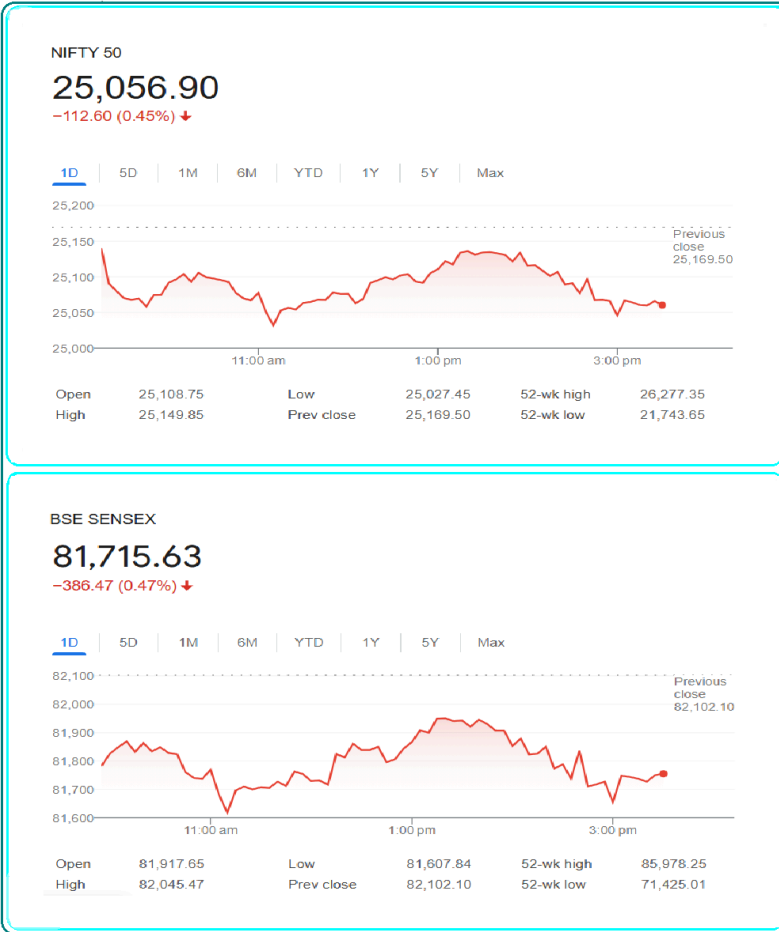 NIFTY 50
25,056.90
−112.60 (0.45%)
1D 5D 1M 6M YTD 1Y 5Y Max
25,200
25,150
25,100
25,050
25,000
Previous
close
25,169.50
11:00 am 1:00 pm 3:00 pm
Open 25,108.75 Low 25,027.45 52-wk high 26,277.35
High 25,149.85 Prev close 25,169.50 52-wk low 21,743.65
BSE SENSEX
81,715.63
−386.47 (0.47%)
1D 5D 1M 6M YTD 1Y 5Y Max
82,100
82,000
81,900
81,800
81,700
81,600
Previous
close
82,102.10
11:00 am 1:00 pm 3:00 pm
Open 81,917.65 Low 81,607.84 52-wk high 85,978.25
High 82,045.47 Prev close 82,102.10 52-wk low 71,425.01